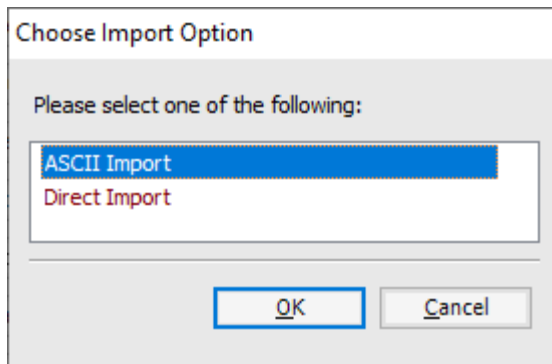 Choose Import Option
Please select one of the following:
ASCII Import
Direct Import
OK
Cancel